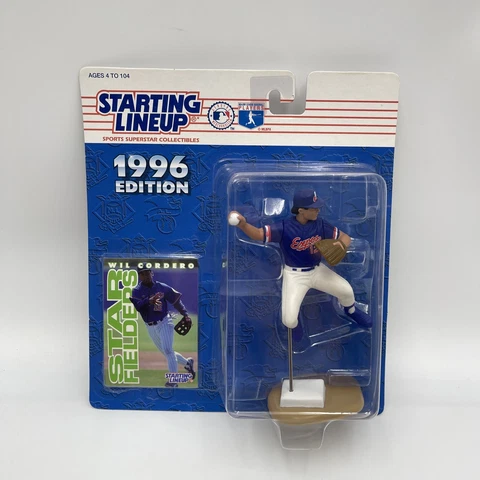 AGES 4 TO 104
STARTING
LINEUP
SPORTS SUPERSTAR COLLECTIBLES
1996
EDITION
WIL CORDERO
STAR
FIELDERS
STARTING
LINEUP
Expos